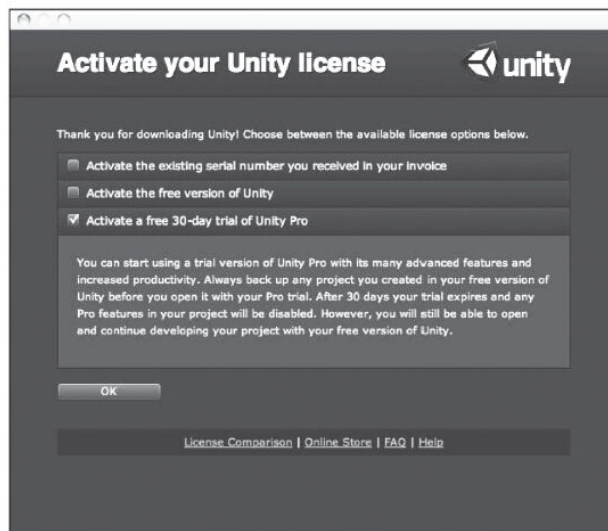 Activate your Unity license
unity
Thank you for downloading Unity! Choose between the available license options below.
Activate the existing serial number you received in your invoice
Activate the free version of Unity
Activate a free 30-day trial of Unity Pro
You can start using a trial version of Unity Pro with its many advanced features and
increased productivity. Always back up any project you created in your free version of
Unity before you open it with your Pro trial. After 30 days your trial expires and any
Pro features in your project will be disabled. However, you will still be able to open
and continue developing your project with your free version of Unity.
OK
License Comparison | Online Store | FAQ | Help